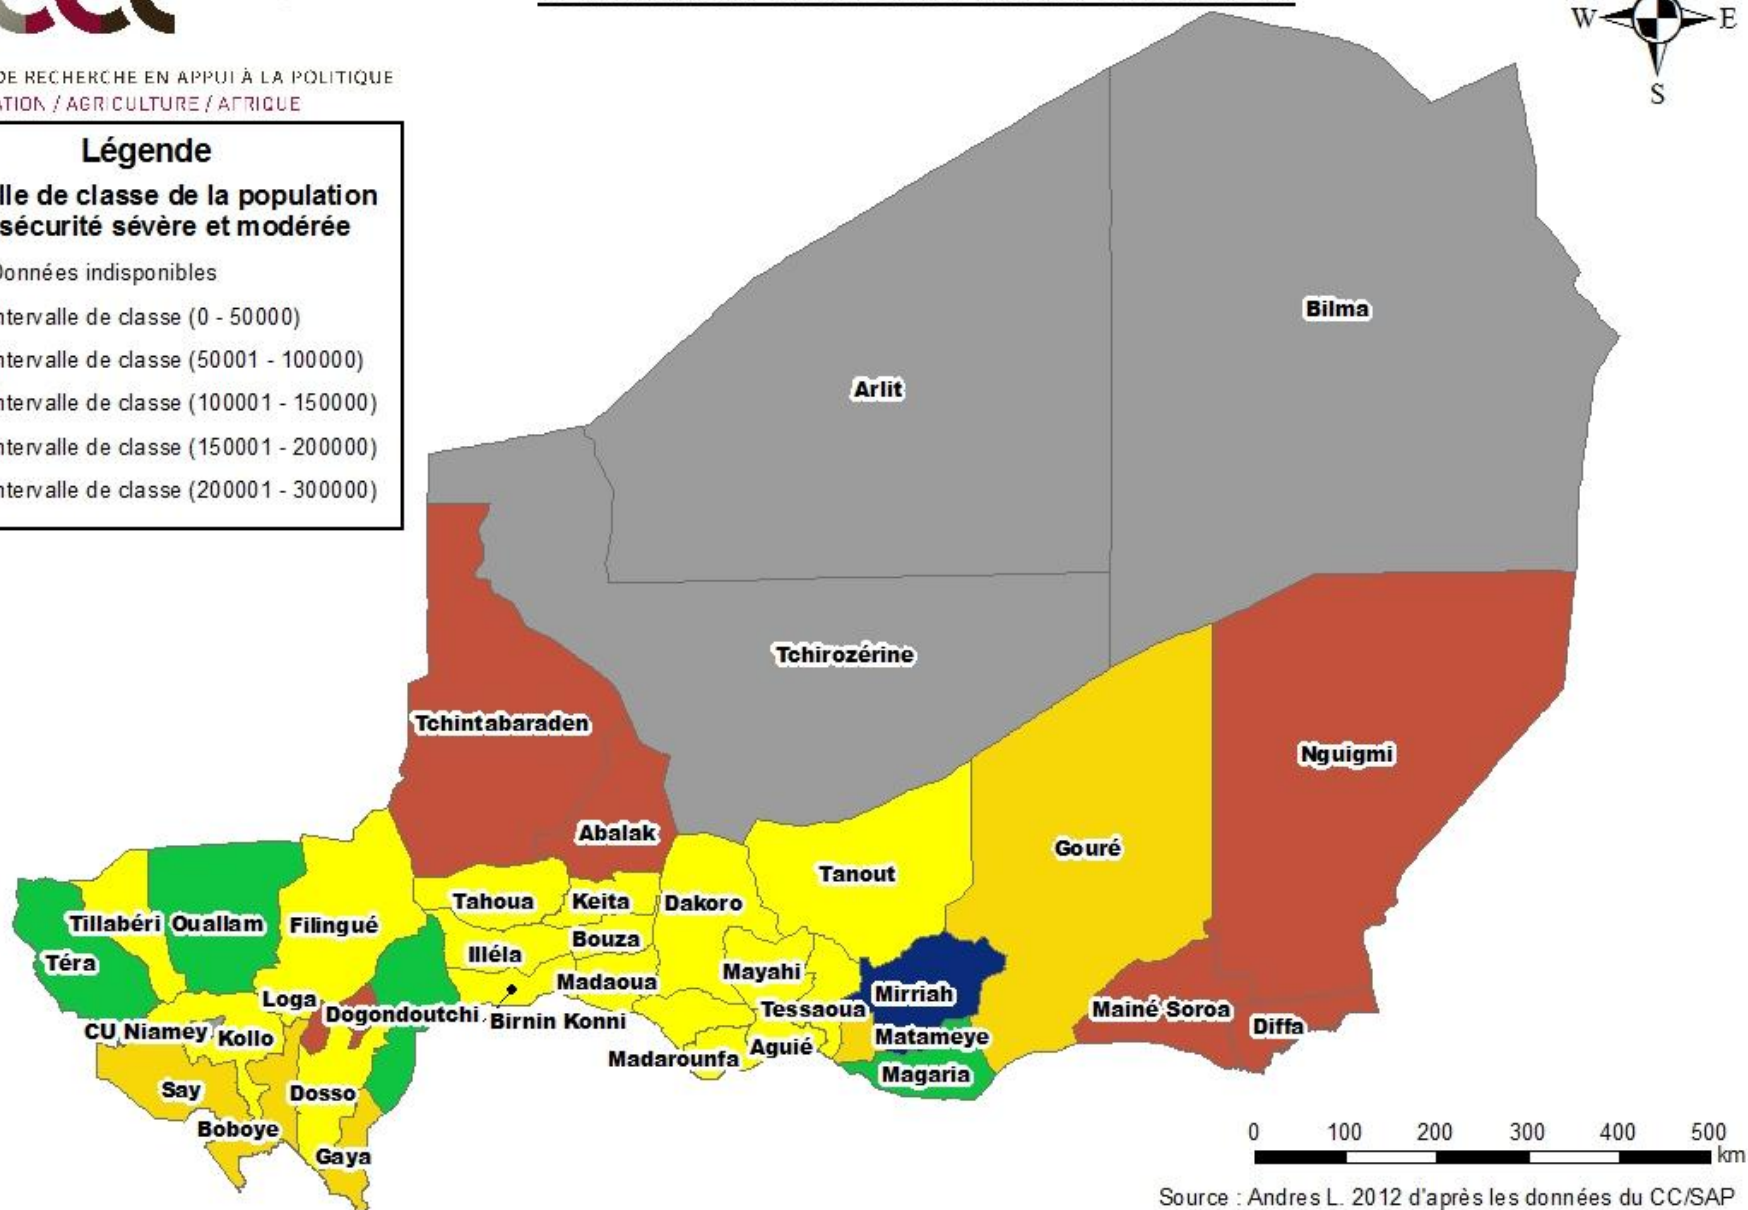 W E
S
DE RECHERCHE EN APPUI À LA POLITIQUE
ATION / AGRICULTURE / AFRIQUE
Légende
lle de classe de la population
sécurité sévère et modérée
Données indisponibles
ntervalle de classe (0 - 50000)
ntervalle de classe (50001 - 100000)
ntervalle de classe (100001 - 150000)
ntervalle de classe (150001 - 200000)
ntervalle de classe (200001 - 300000)
Bilma
Arlit
Tchirozérine
Tchintabaraden
Nguigmi
Abalak
Gouré
Tanout
Tahoua
Keita
Dakoro
Tillabéri
Ouallam
Filingué
Bouza
Illéla
Téra
Mayahi
Madaoua
Mirriah
Loga
Tessaoua
Mainé Soroa
Dogondoutchi
Birnin Konni
Diffa
CU Niamey
Kollo
Matameye
Aguié
Madarounfa
Magaria
Say
Dosso
Boboye
Gaya
0 100 200 300 400 500
km
Source : Andres L. 2012 d'après les données du CC/SAP